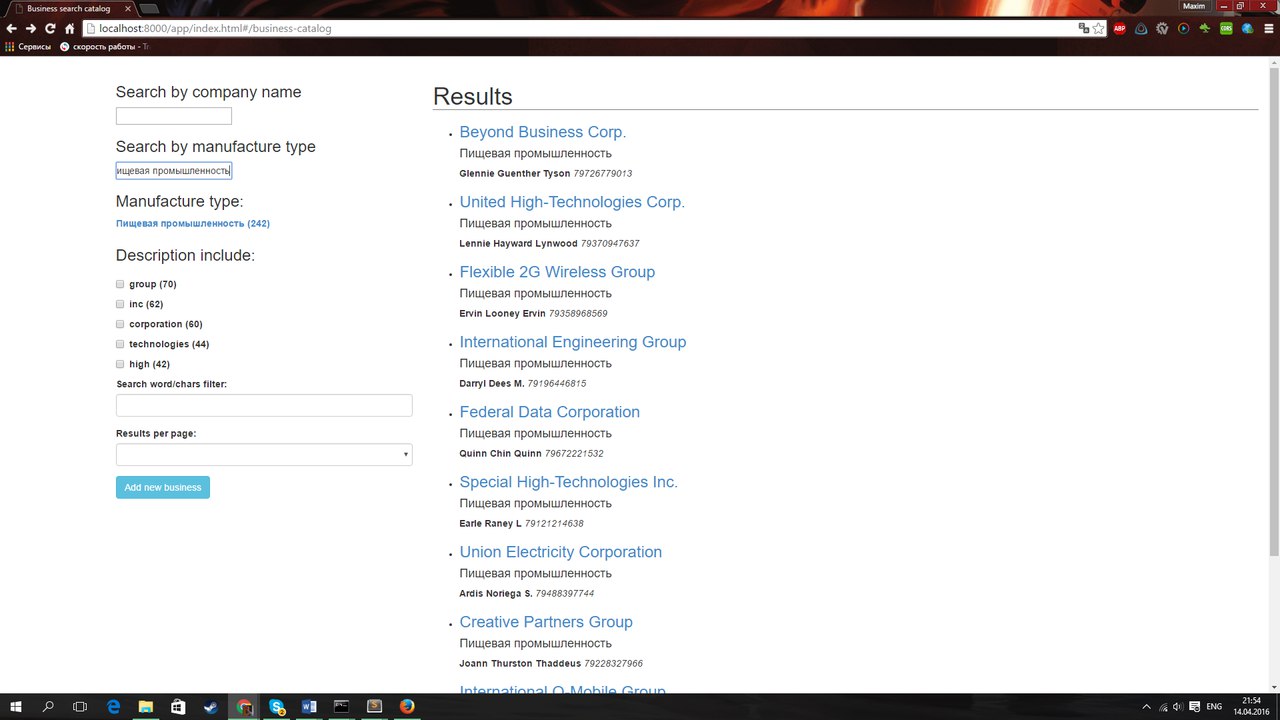 Business search catalog
Maxim
localhost:8000/app/index.html#/business-catalog
ABP
CORS
Сервисы
скорость работы - Tr
Search by company name
Search by manufacture type
ищевая промышленность
Manufacture type:
Пищевая промышленность (242)
Description include:
group (70)
inc (62)
corporation (60)
technologies (44)
high (42)
Search word/chars filter:
Results per page:
Add new business
Results
Beyond Business Corp.
Пищевая промышленность
Glennie Guenther Tyson 79726779013
United High-Technologies Corp.
Пищевая промышленность
Lennie Hayward Lynwood 79370947637
Flexible 2G Wireless Group
Пищевая промышленность
Ervin Looney Ervin 79358968569
International Engineering Group
Пищевая промышленность
Darryl Dees M. 79196446815
Federal Data Corporation
Пищевая промышленность
Quinn Chin Quinn 79672221532
Special High-Technologies Inc.
Пищевая промышленность
Earle Raney L 79121214638
Union Electricity Corporation
Пищевая промышленность
Ardis Noriega S. 79488397744
Creative Partners Group
Пищевая промышленность
Joann Thurston Thaddeus 79228327966
International Q-Mobile Group
ENG
21:54
14.04.2016